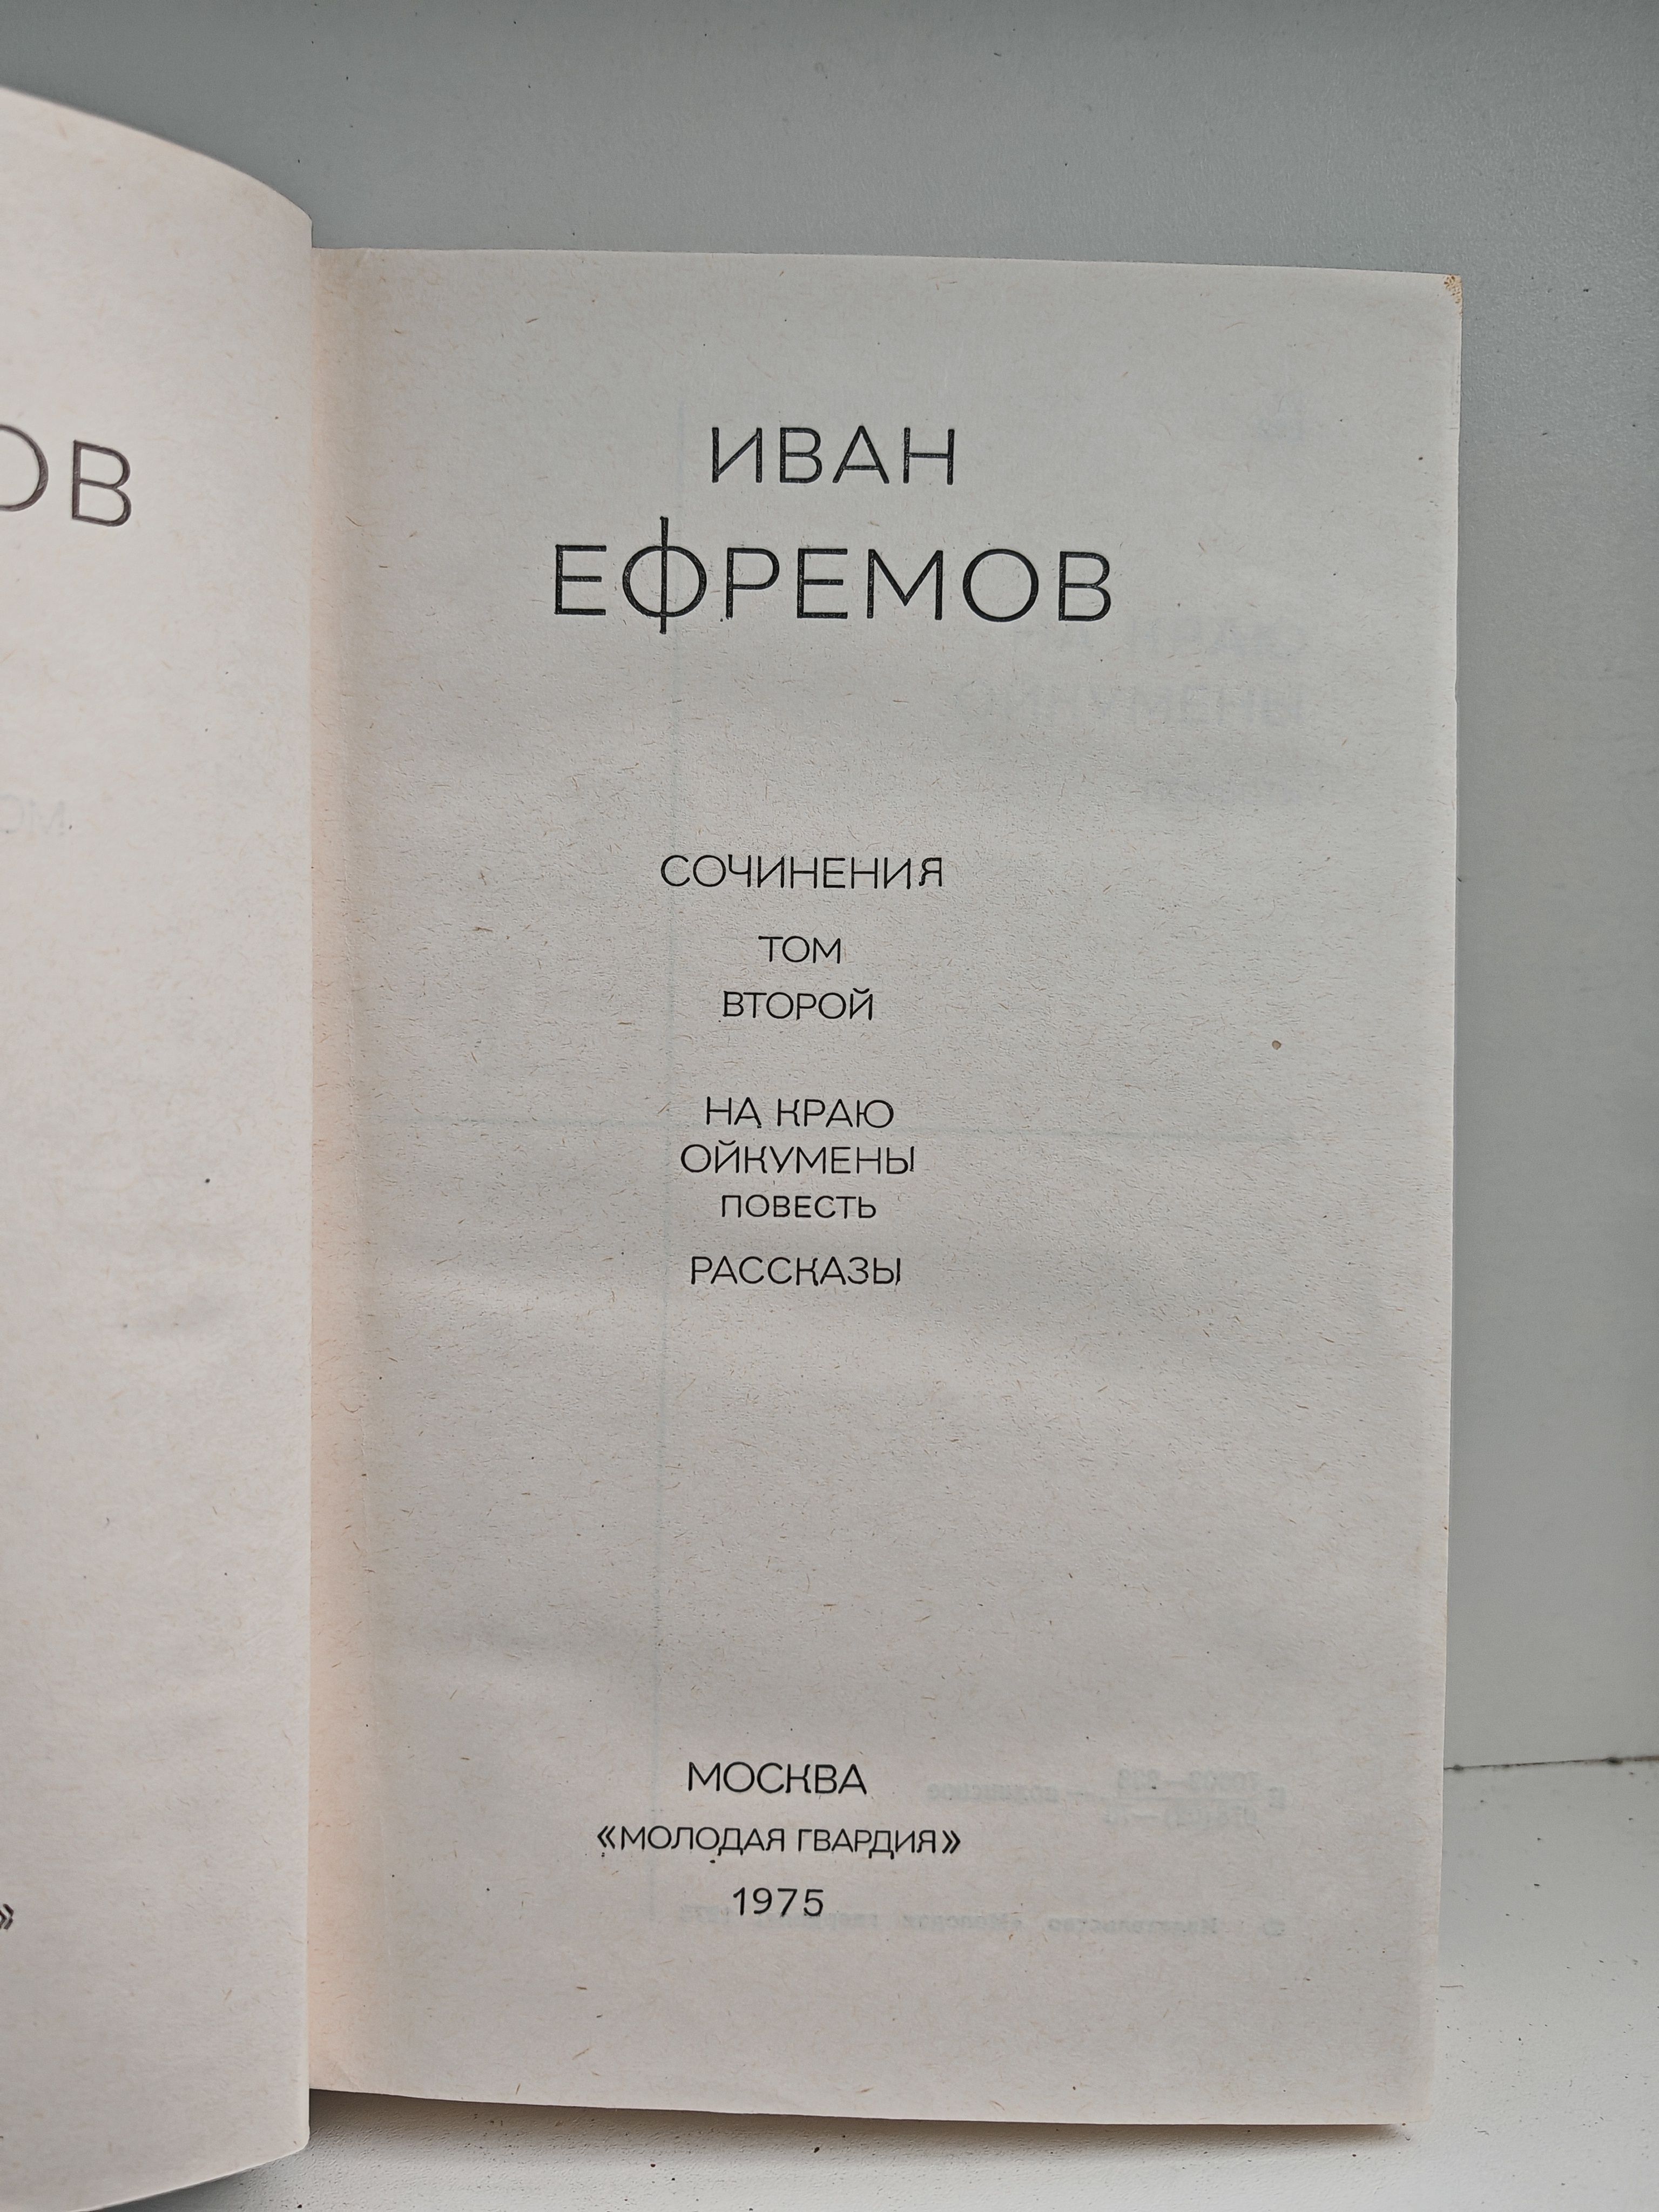 ИВАН
ЕФРЕМОВ
СОЧИНЕНИЯ
ТОМ
ВТОРОЙ
НА КРАЮ
ОЙКУМЕНЫ
ПОВЕСТЬ
РАССКАЗЫ
МОСКВА
«МОЛОДАЯ ГВАРДИЯ»
1975